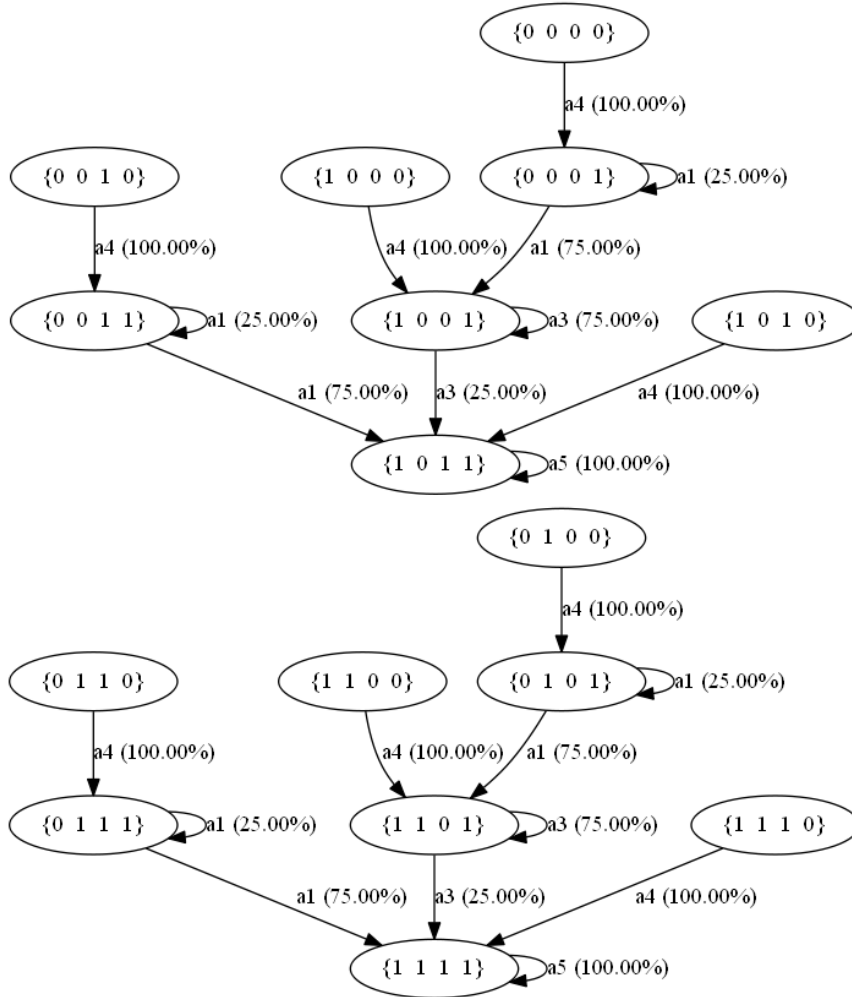 {0 0 0 0}
a4 (100.00%)
{0 0 1 0}
{1 0 0 0}
{0 0 0 1}
a1 (25.00%)
a4 (100.00%)
a4 (100.00%)
a1 (75.00%)
{0 0 1 1}
a1 (25.00%)
{1 0 0 1}
a3 (75.00%)
{1 0 1 0}
a1 (75.00%)
a3 (25.00%)
a4 (100.00%)
{1 0 1 1}
a5 (100.00%)
{0 1 0 0}
a4 (100.00%)
{0 1 1 0}
{1 1 0 0}
{0 1 0 1}
a1 (25.00%)
a4 (100.00%)
a4 (100.00%)
a1 (75.00%)
{0 1 1 1}
a1 (25.00%)
{1 1 0 1}
a3 (75.00%)
{1 1 1 0}
a1 (75.00%)
a3 (25.00%)
a4 (100.00%)
{1 1 1 1}
a5 (100.00%)